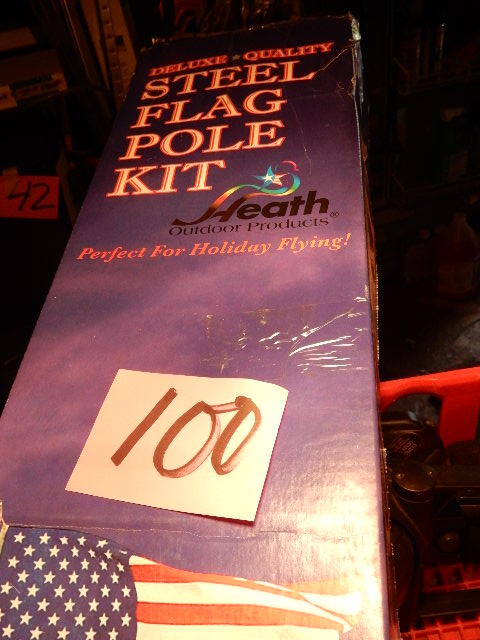 DELUXE ★ QUALITY
STEEL
FLAG
POLE
KIT
Heath®
Outdoor Products
Perfect For Holiday Flying!
42
100